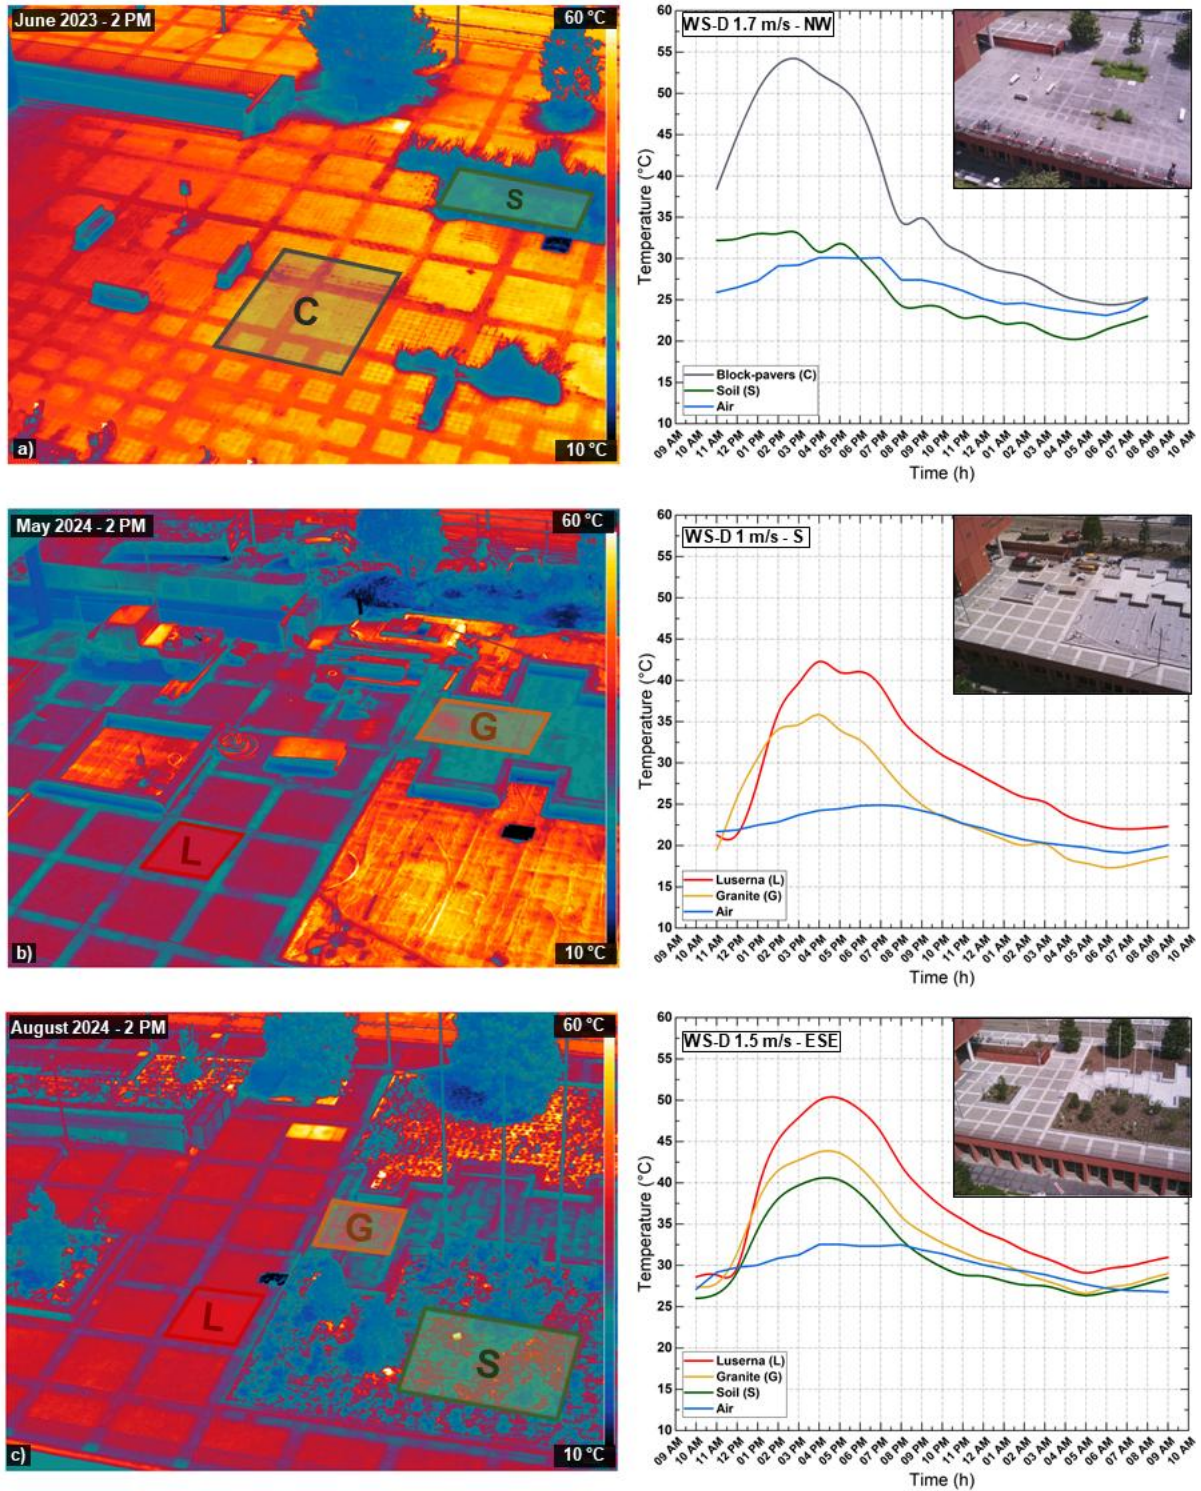 June 2023 - 2 PM
60 °C
C
S
10 °C
a)
WS-D 1.7 m/s - NW
Temperature (°C)
60
55
50
45
40
35
30
25
20
15
10
Block-pavers (C)
Soil (S)
Air
09 AM 10 AM 11 AM 12 PM 01 PM 02 PM 03 PM 04 PM 05 PM 06 PM 07 PM 08 PM 09 PM 10 PM 11 PM 12 AM 01 AM 02 AM 03 AM 04 AM 05 AM 06 AM 07 AM 08 AM 09 AM 10 AM
Time (h)
May 2024 - 2 PM
60 °C
G
L
10 °C
b)
WS-D 1 m/s - S
Temperature (°C)
60
55
50
45
40
35
30
25
20
15
10
Luserna (L)
Granite (G)
Air
09 AM 10 AM 11 AM 12 PM 01 PM 02 PM 03 PM 04 PM 05 PM 06 PM 07 PM 08 PM 09 PM 10 PM 11 PM 12 AM 01 AM 02 AM 03 AM 04 AM 05 AM 06 AM 07 AM 08 AM 09 AM 10 AM
Time (h)
August 2024 - 2 PM
60 °C
G
L
S
10 °C
c)
WS-D 1.5 m/s - ESE
Temperature (°C)
60
55
50
45
40
35
30
25
20
15
10
Luserna (L)
Granite (G)
Soil (S)
Air
09 AM 10 AM 11 AM 12 PM 01 PM 02 PM 03 PM 04 PM 05 PM 06 PM 07 PM 08 PM 09 PM 10 PM 11 PM 12 AM 01 AM 02 AM 03 AM 04 AM 05 AM 06 AM 07 AM 08 AM 09 AM 10 AM
Time (h)